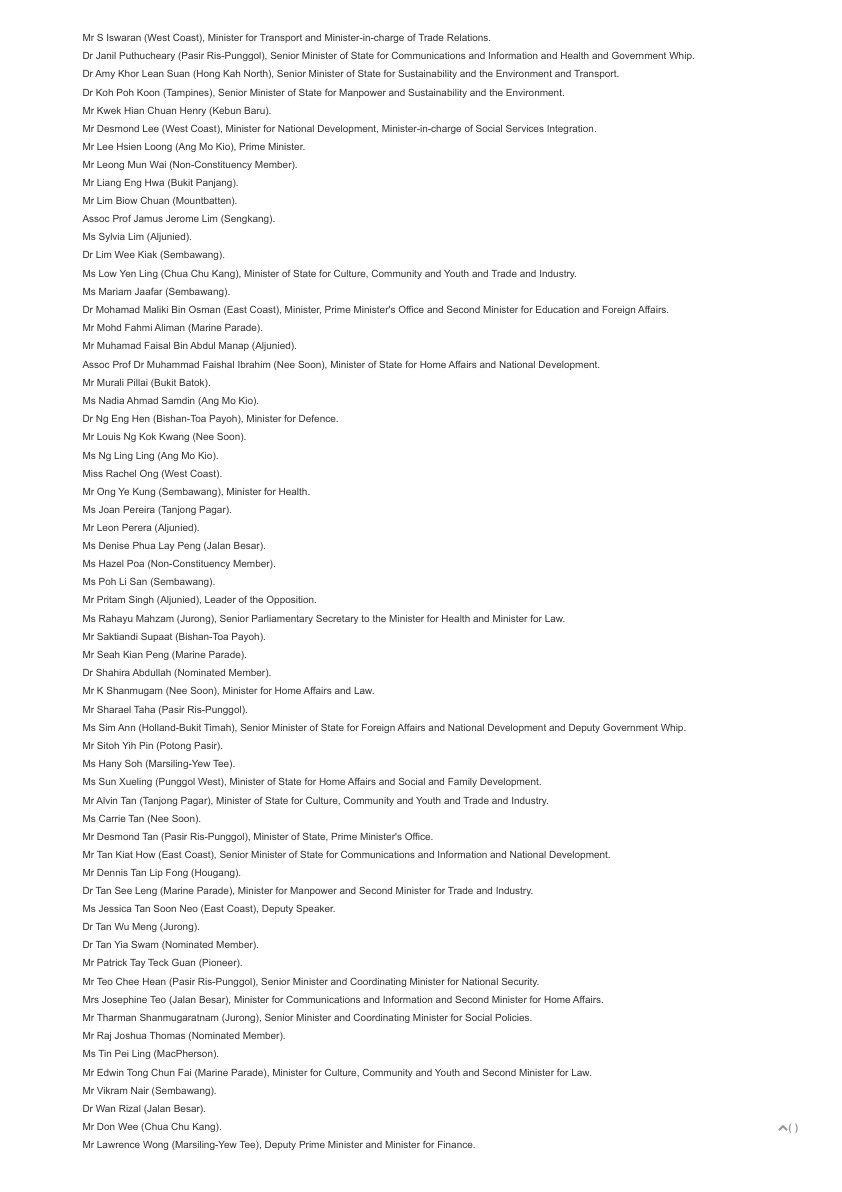 Mr S Iswaran (West Coast), Minister for Transport and Minister-in-charge of Trade Relations.
Dr Janil Puthucheary (Pasir Ris-Punggol), Senior Minister of State for Communications and Information and Health and Government Whip.
Dr Amy Khor Lean Suan (Hong Kah North), Senior Minister of State for Sustainability and the Environment and Transport.
Dr Koh Poh Koon (Tampines), Senior Minister of State for Manpower and Sustainability and the Environment.
Mr Kwek Hian Chuan Henry (Kebun Baru).
Mr Desmond Lee (West Coast), Minister for National Development, Minister-in-charge of Social Services Integration.
Mr Lee Hsien Loong (Ang Mo Kio), Prime Minister.
Mr Leong Mun Wai (Non-Constituency Member).
Mr Liang Eng Hwa (Bukit Panjang).
Mr Lim Biow Chuan (Mountbatten).
Assoc Prof Jamus Jerome Lim (Sengkang).
Ms Sylvia Lim (Aljunied).
Dr Lim Wee Kiak (Sembawang).
Ms Low Yen Ling (Chua Chu Kang), Minister of State for Culture, Community and Youth and Trade and Industry.
Ms Mariam Jaafar (Sembawang).
Dr Mohamad Maliki Bin Osman (East Coast), Minister, Prime Minister's Office and Second Minister for Education and Foreign Affairs.
Mr Mohd Fahmi Aliman (Marine Parade).
Mr Muhamad Faisal Bin Abdul Manap (Aljunied).
Assoc Prof Dr Muhammad Faishal Ibrahim (Nee Soon), Minister of State for Home Affairs and National Development.
Mr Murali Pillai (Bukit Batok).
Ms Nadia Ahmad Samdin (Ang Mo Kio).
Dr Ng Eng Hen (Bishan-Toa Payoh), Minister for Defence.
Mr Louis Ng Kok Kwang (Nee Soon).
Ms Ng Ling Ling (Ang Mo Kio).
Miss Rachel Ong (West Coast).
Mr Ong Ye Kung (Sembawang), Minister for Health.
Ms Joan Pereira (Tanjong Pagar).
Mr Leon Perera (Aljunied).
Ms Denise Phua Lay Peng (Jalan Besar).
Ms Hazel Poa (Non-Constituency Member).
Ms Poh Li San (Sembawang).
Mr Pritam Singh (Aljunied), Leader of the Opposition.
Ms Rahayu Mahzam (Jurong), Senior Parliamentary Secretary to the Minister for Health and Minister for Law.
Mr Saktiandi Supaat (Bishan-Toa Payoh).
Mr Seah Kian Peng (Marine Parade).
Dr Shahira Abdullah (Nominated Member).
Mr K Shanmugam (Nee Soon), Minister for Home Affairs and Law.
Mr Sharael Taha (Pasir Ris-Punggol).
Ms Sim Ann (Holland-Bukit Timah), Senior Minister of State for Foreign Affairs and National Development and Deputy Government Whip.
Mr Sitoh Yih Pin (Potong Pasir).
Ms Hany Soh (Marsiling-Yew Tee).
Ms Sun Xueling (Punggol West), Minister of State for Home Affairs and Social and Family Development.
Mr Alvin Tan (Tanjong Pagar), Minister of State for Culture, Community and Youth and Trade and Industry.
Ms Carrie Tan (Nee Soon).
Mr Desmond Tan (Pasir Ris-Punggol), Minister of State, Prime Minister's Office.
Mr Tan Kiat How (East Coast), Senior Minister of State for Communications and Information and National Development.
Mr Dennis Tan Lip Fong (Hougang).
Dr Tan See Leng (Marine Parade), Minister for Manpower and Second Minister for Trade and Industry.
Ms Jessica Tan Soon Neo (East Coast), Deputy Speaker.
Dr Tan Wu Meng (Jurong).
Dr Tan Yia Swam (Nominated Member).
Mr Patrick Tay Teck Guan (Pioneer).
Mr Teo Chee Hean (Pasir Ris-Punggol), Senior Minister and Coordinating Minister for National Security.
Mrs Josephine Teo (Jalan Besar), Minister for Communications and Information and Second Minister for Home Affairs.
Mr Tharman Shanmugaratnam (Jurong), Senior Minister and Coordinating Minister for Social Policies.
Mr Raj Joshua Thomas (Nominated Member).
Ms Tin Pei Ling (MacPherson).
Mr Edwin Tong Chun Fai (Marine Parade), Minister for Culture, Community and Youth and Second Minister for Law.
Mr Vikram Nair (Sembawang).
Dr Wan Rizal (Jalan Besar).
Mr Don Wee (Chua Chu Kang).
( )
Mr Lawrence Wong (Marsiling-Yew Tee), Deputy Prime Minister and Minister for Finance.